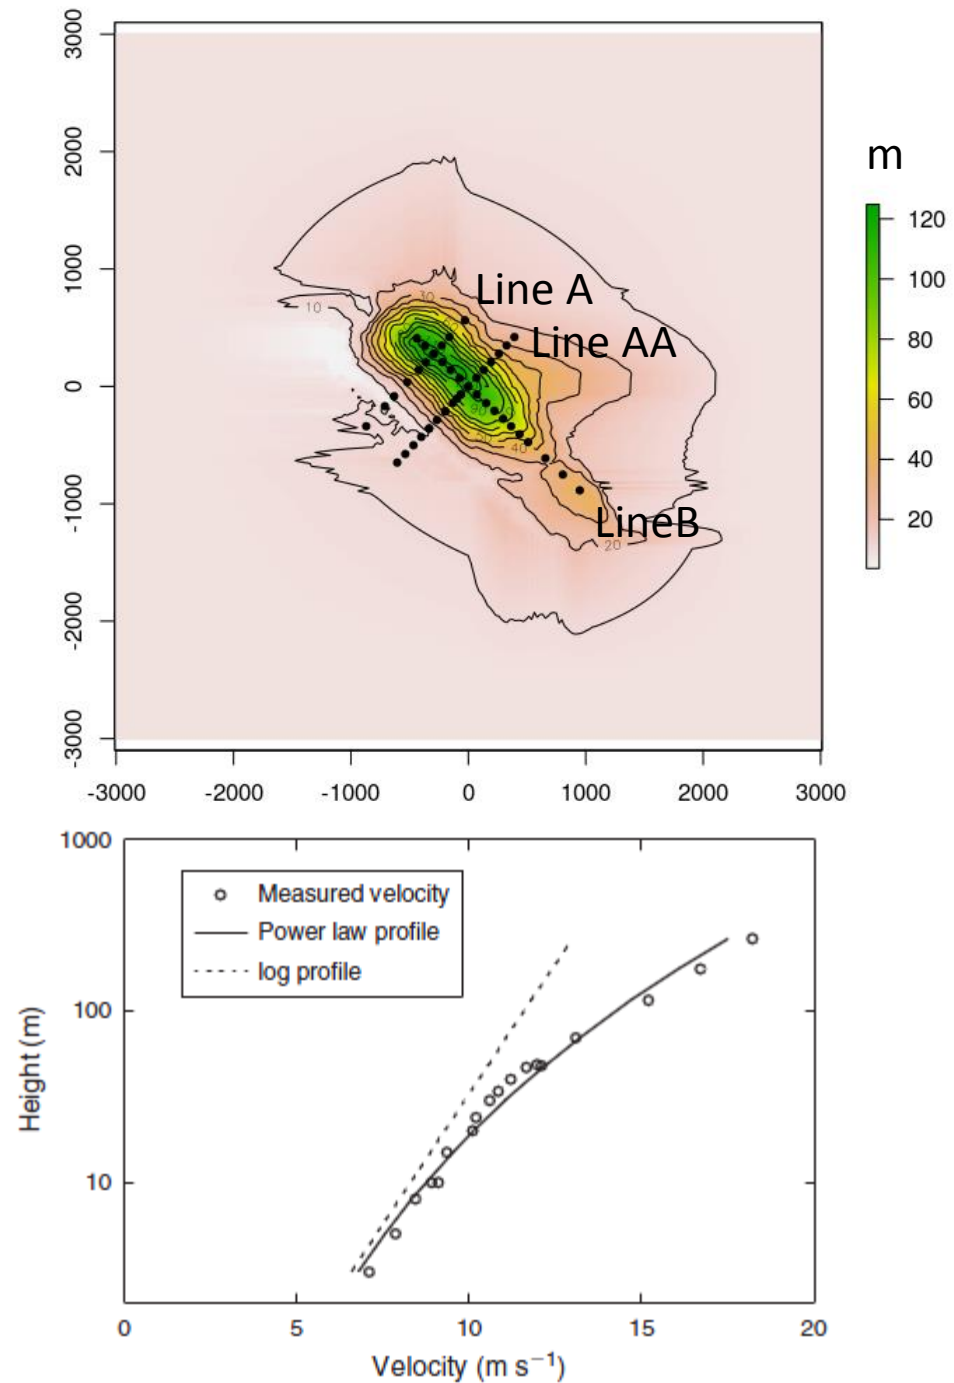 3000
2000
1000
0
-1000
-2000
-3000
-3000 -2000 -1000 0 1000 2000 3000
m
120
100
80
60
40
20
Line A
Line AA
LineB
10
30
90
40
20
1000
100
10
Measured velocity
Power law profile
log profile
Height (m)
0 5 10 15 20
Velocity (m s⁻¹)